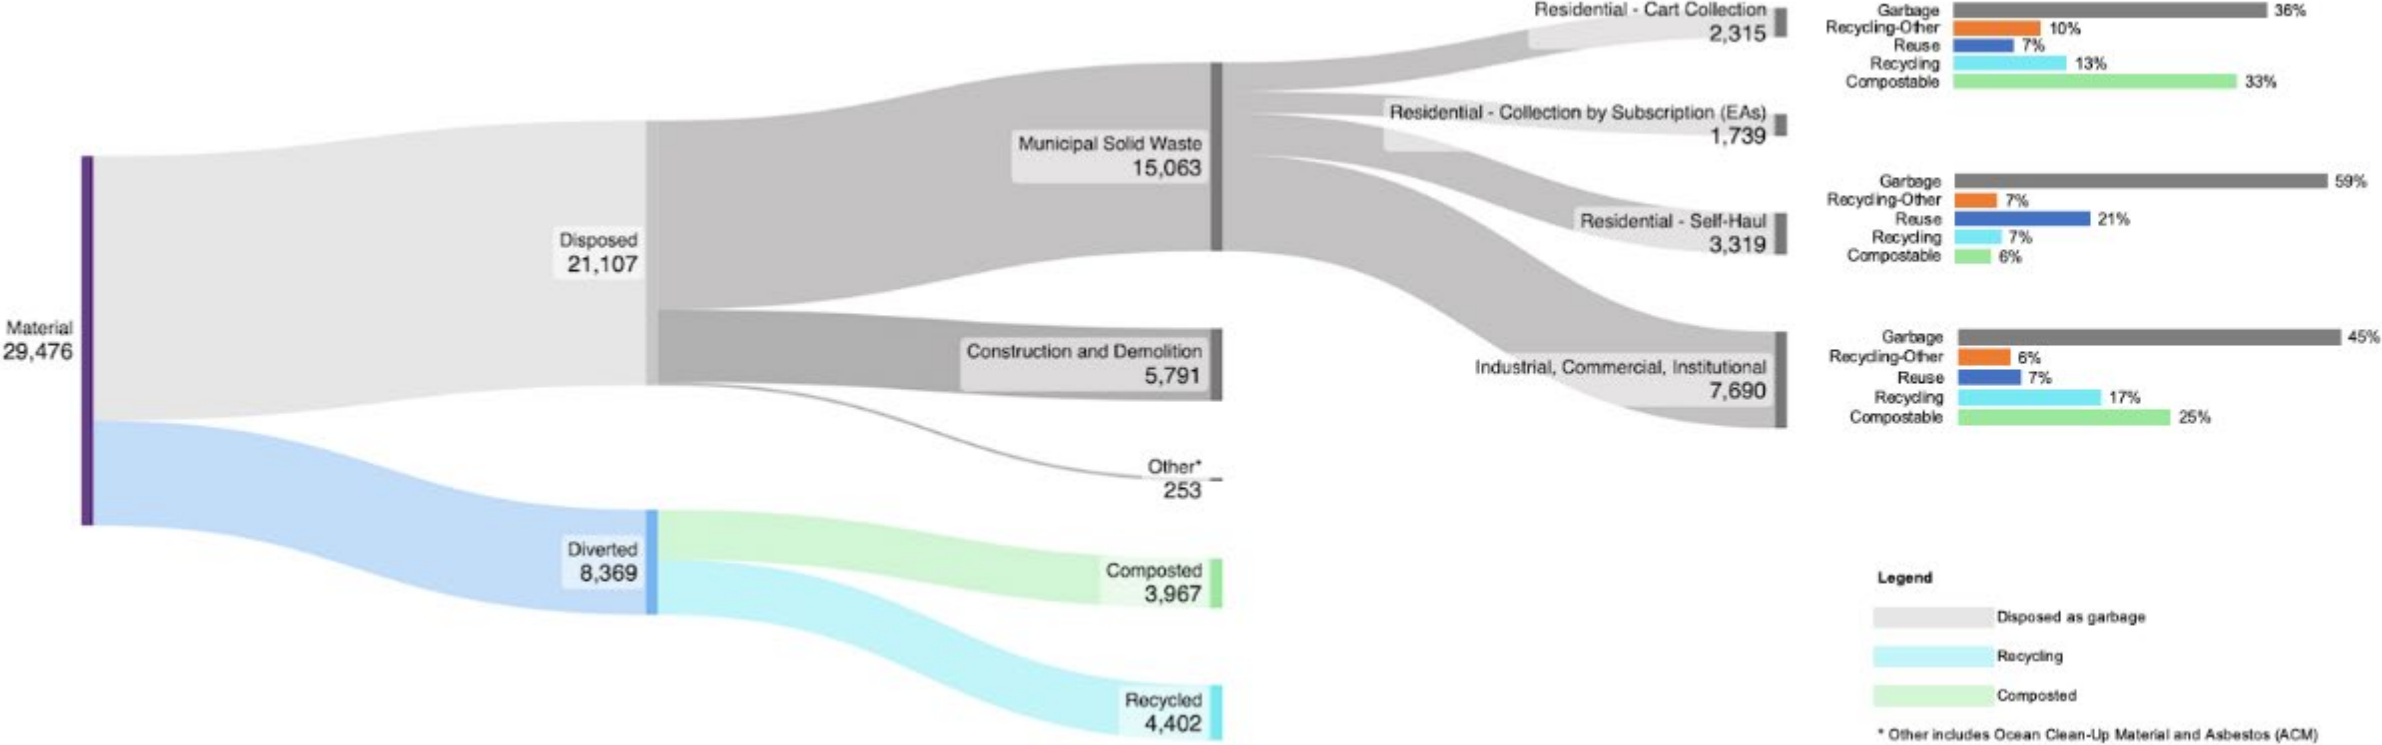 Material
29,476
Disposed
21,107
Diverted
8,369
Municipal Solid Waste
15,063
Construction and Demolition
5,791
Other*
253
Composted
3,967
Recycled
4,402
Residential - Cart Collection
2,315
Residential - Collection by Subscription (EAs)
1,739
Residential - Self-Haul
3,319
Industrial, Commercial, Institutional
7,690
Garbage 36%
Recycling-Other 10%
Reuse 7%
Recycling 13%
Compostable 33%
Garbage 59%
Recycling-Other 7%
Reuse 21%
Recycling 7%
Compostable 6%
Garbage 45%
Recycling-Other 6%
Reuse 7%
Recycling 17%
Compostable 25%
Legend
Disposed as garbage
Recycling
Composted
* Other includes Ocean Clean-Up Material and Asbestos (ACM)